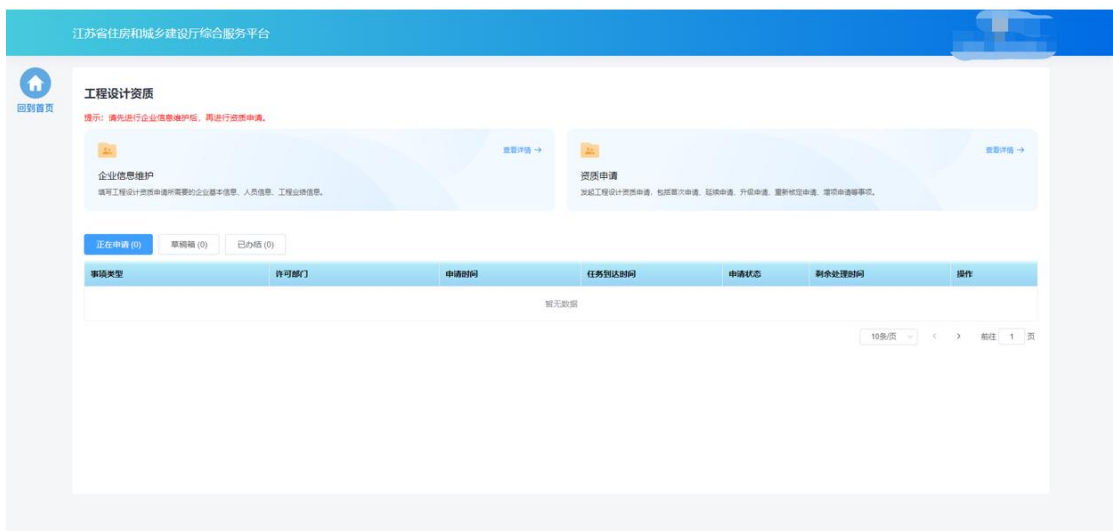 江苏省住房和城乡建设厅综合服务平台
回到首页
工程设计资质
提示：请先进行企业信息维护后，再进行资质申请。
查看详情 →
企业信息维护
填写工程设计资质申请所需要的企业基本信息、人员信息、工程业绩信息。
查看详情 →
资质申请
发起工程设计资质申请，包括首次申请、延续申请、升级申请、重新核定申请、增项申请等事项。
正在申请 (0) 草稿箱 (0) 已办结 (0)
事项类型 许可部门 申请时间 任务到达时间 申请状态 剩余处理时间 操作
暂无数据
10条/页 < > 前往 1 页